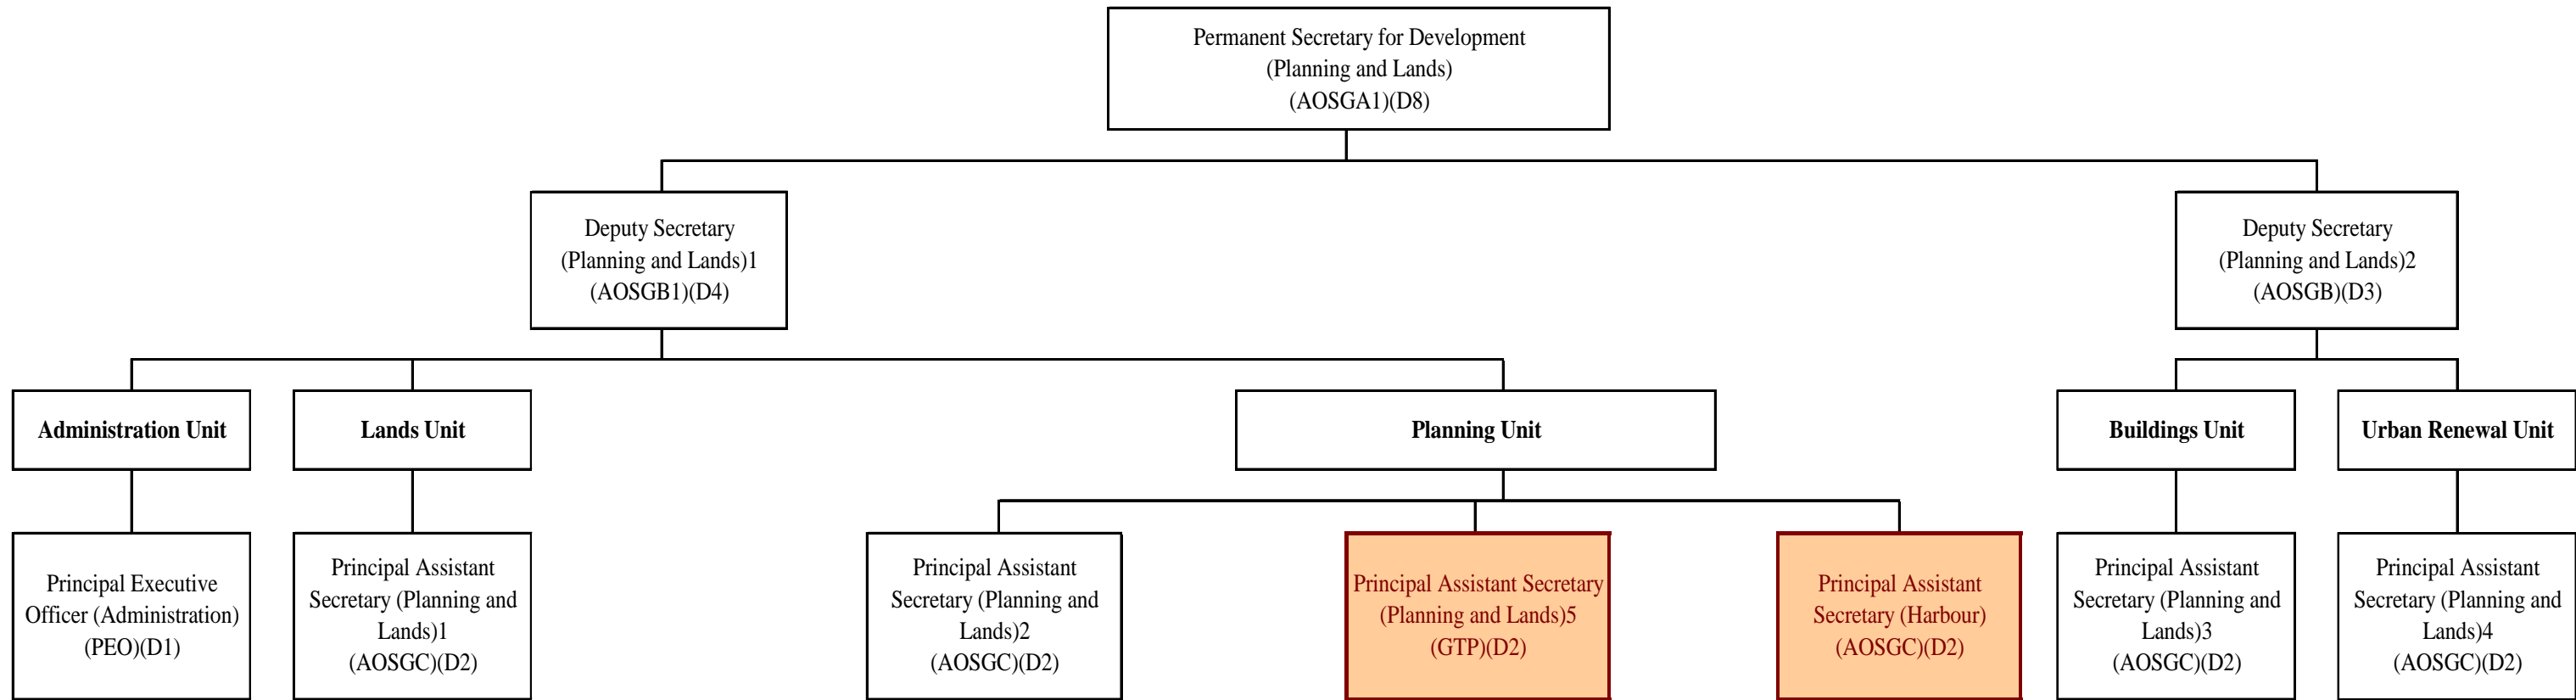 Permanent Secretary for Development
(Planning and Lands)
(AOSGA1)(D8)
Deputy Secretary
(Planning and Lands)1
(AOSGB1)(D4)
Deputy Secretary
(Planning and Lands)2
(AOSGB)(D3)
Administration Unit
Lands Unit
Planning Unit
Buildings Unit
Urban Renewal Unit
Principal Executive
Officer (Administration)
(PEO)(D1)
Principal Assistant
Secretary (Planning and
Lands)1
(AOSGC)(D2)
Principal Assistant
Secretary (Planning and
Lands)2
(AOSGC)(D2)
Principal Assistant Secretary
(Planning and Lands)5
(GTP)(D2)
Principal Assistant
Secretary (Harbour)
(AOSGC)(D2)
Principal Assistant
Secretary (Planning and
Lands)3
(AOSGC)(D2)
Principal Assistant
Secretary (Planning and
Lands)4
(AOSGC)(D2)